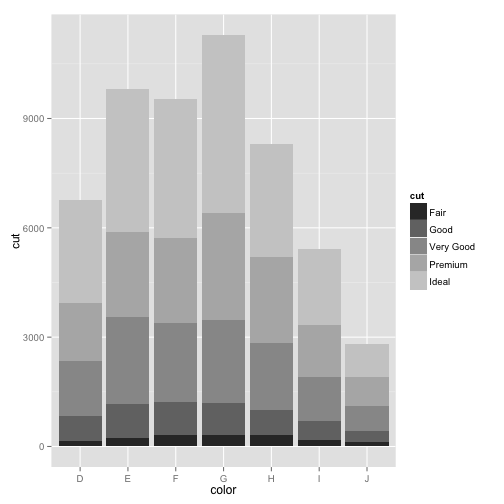 9000
6000
3000
0
cut
D E F G H I J
color
cut
Fair
Good
Very Good
Premium
Ideal